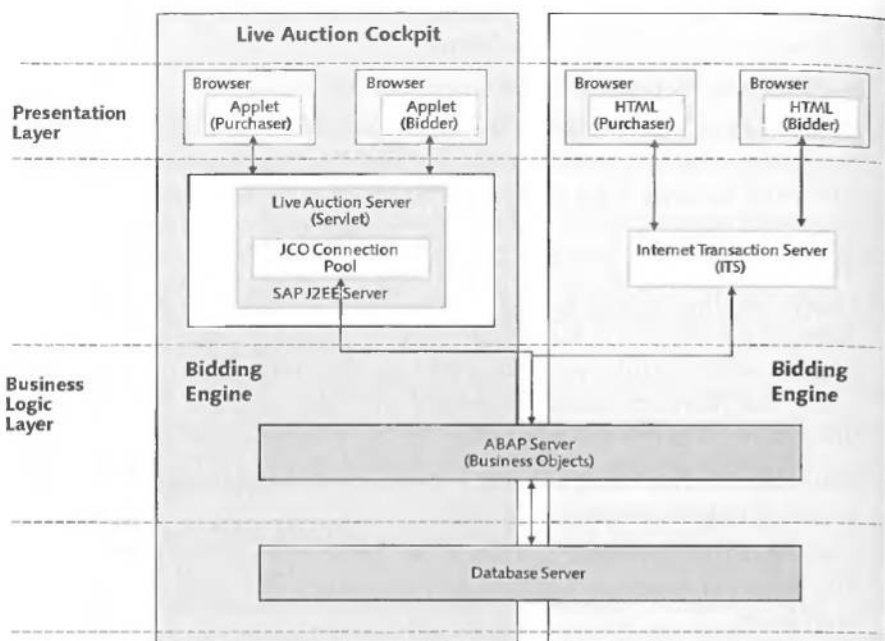 Live Auction Cockpit
Presentation
Layer
Browser
Applet
(Purchaser)
Browser
Applet
(Bidder)
Browser
HTML
(Purchaser)
Browser
HTML
(Bidder)
Live Auction Server
(Servlet)
JCO Connection
Pool
SAP J2EE Server
Internet Transaction Server
(ITS)
Business
Logic
Layer
Bidding
Engine
Bidding
Engine
ABAP Server
(Business Objects)
Database Server